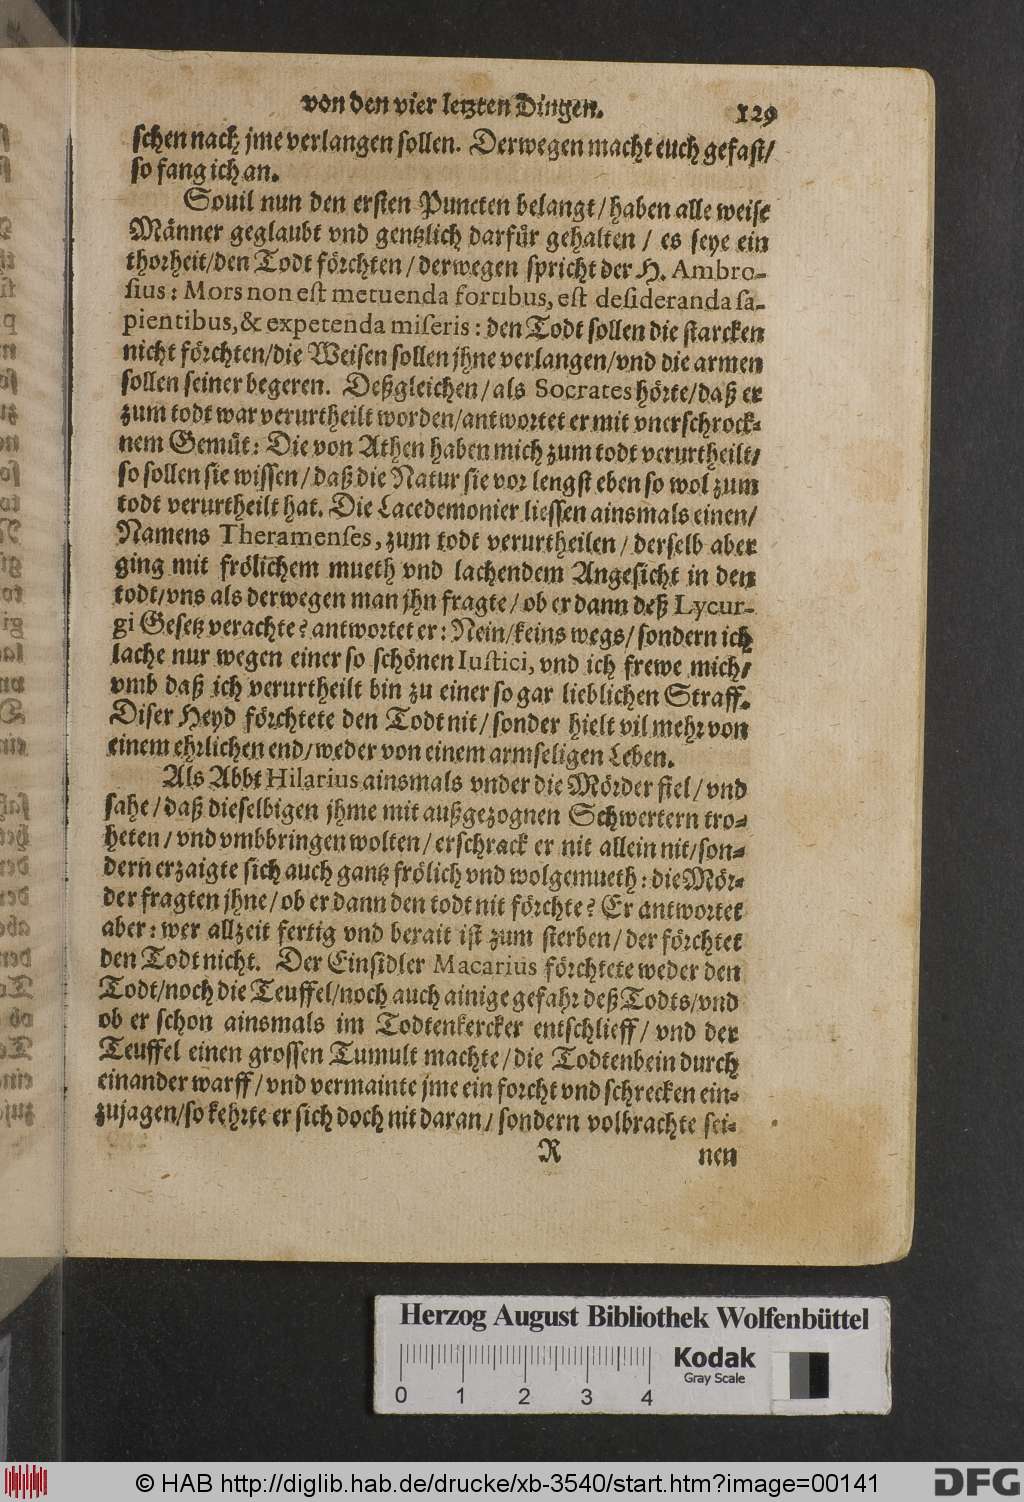 von den vier letzten Dingen. 129
schen nach jme verlangen sollen. Derwegen macht euch gefast/
so fang ich an.
Souil nun den ersten Puncten belangt / haben alle weise
Männer geglaubt vnd gentzlich darfür gehalten / es seye ein
thorheit/den Todt förchten / derwegen spricht der H. Ambro-
sius: Mors non est metuenda fortibus, est desideranda sa-
pientibus, & expetenda miseris: den Todt sollen die starcken
nicht förchten/die Weisen sollen jhne verlangen/vnd die armen
sollen seiner begeren. Deßgleichen / als Socrates hörte/daß er
zum todt war verurtheilt worden/antwortet er mit vnerschrock-
nem Gemüt: Die von Athen haben mich zum todt verurtheilt/
so sollen sie wissen / daß die Natur sie vor lengst eben so wol zum
todt verurtheilt hat. Die Lacedemonier liessen ainsmals einen/
Namens Theramenses, zum todt verurtheilen / derselb aber
ging mit frölichem mueth vnd lachendem Angesicht in den
todt/vns als derwegen man jhn fragte / ob er dann deß Lycur-
gi Gesetz verachte? antwortet er: Nein/keins wegs/ sondern ich
lache nur wegen einer so schönen Iustici, vnd ich frewe mich/
vmb daß ich verurtheilt bin zu einer so gar lieblichen Straff.
Diser Heyd förchtete den Todt nit / sonder hielt vil mehr von
einem ehrlichen end/weder von einem armseligen Leben.
Als Abbt Hilarius ainsmals vnder die Mörder fiel / vnd
sahe / daß dieselbigen jhme mit außgezognen Schwertern tro-
heten / vnd vmbbringen wolten / erschrack er nit allein nit/son-
dern erzaigte sich auch gantz frölich vnd wolgemueth: die Mör-
der fragten jhne / ob er dann den todt nit förchte? Er antwortet
aber: wer allzeit fertig vnd berait ist zum sterben / der förchtet
den Todt nicht. Der Einsidler Macarius förchtete weder den
Todt/noch die Teuffel/noch auch ainige gefahr deß Todts/vnd
ob er schon ainsmals im Todtenkercker entschlieff/ vnd der
Teuffel einen grossen Tumult machte / die Todtenbein durch
einander warff / vnd vermainte jme ein forcht vnd schrecken ein-
zujagen/so kehrte er sich doch nit daran / sondern volbrachte sei-
R nen
Herzog August Bibliothek Wolfenbüttel
0 1 2 3 4
Kodak
Gray Scale
© HAB http://diglib.hab.de/drucke/xb-3540/start.htm?image=00141
DFG